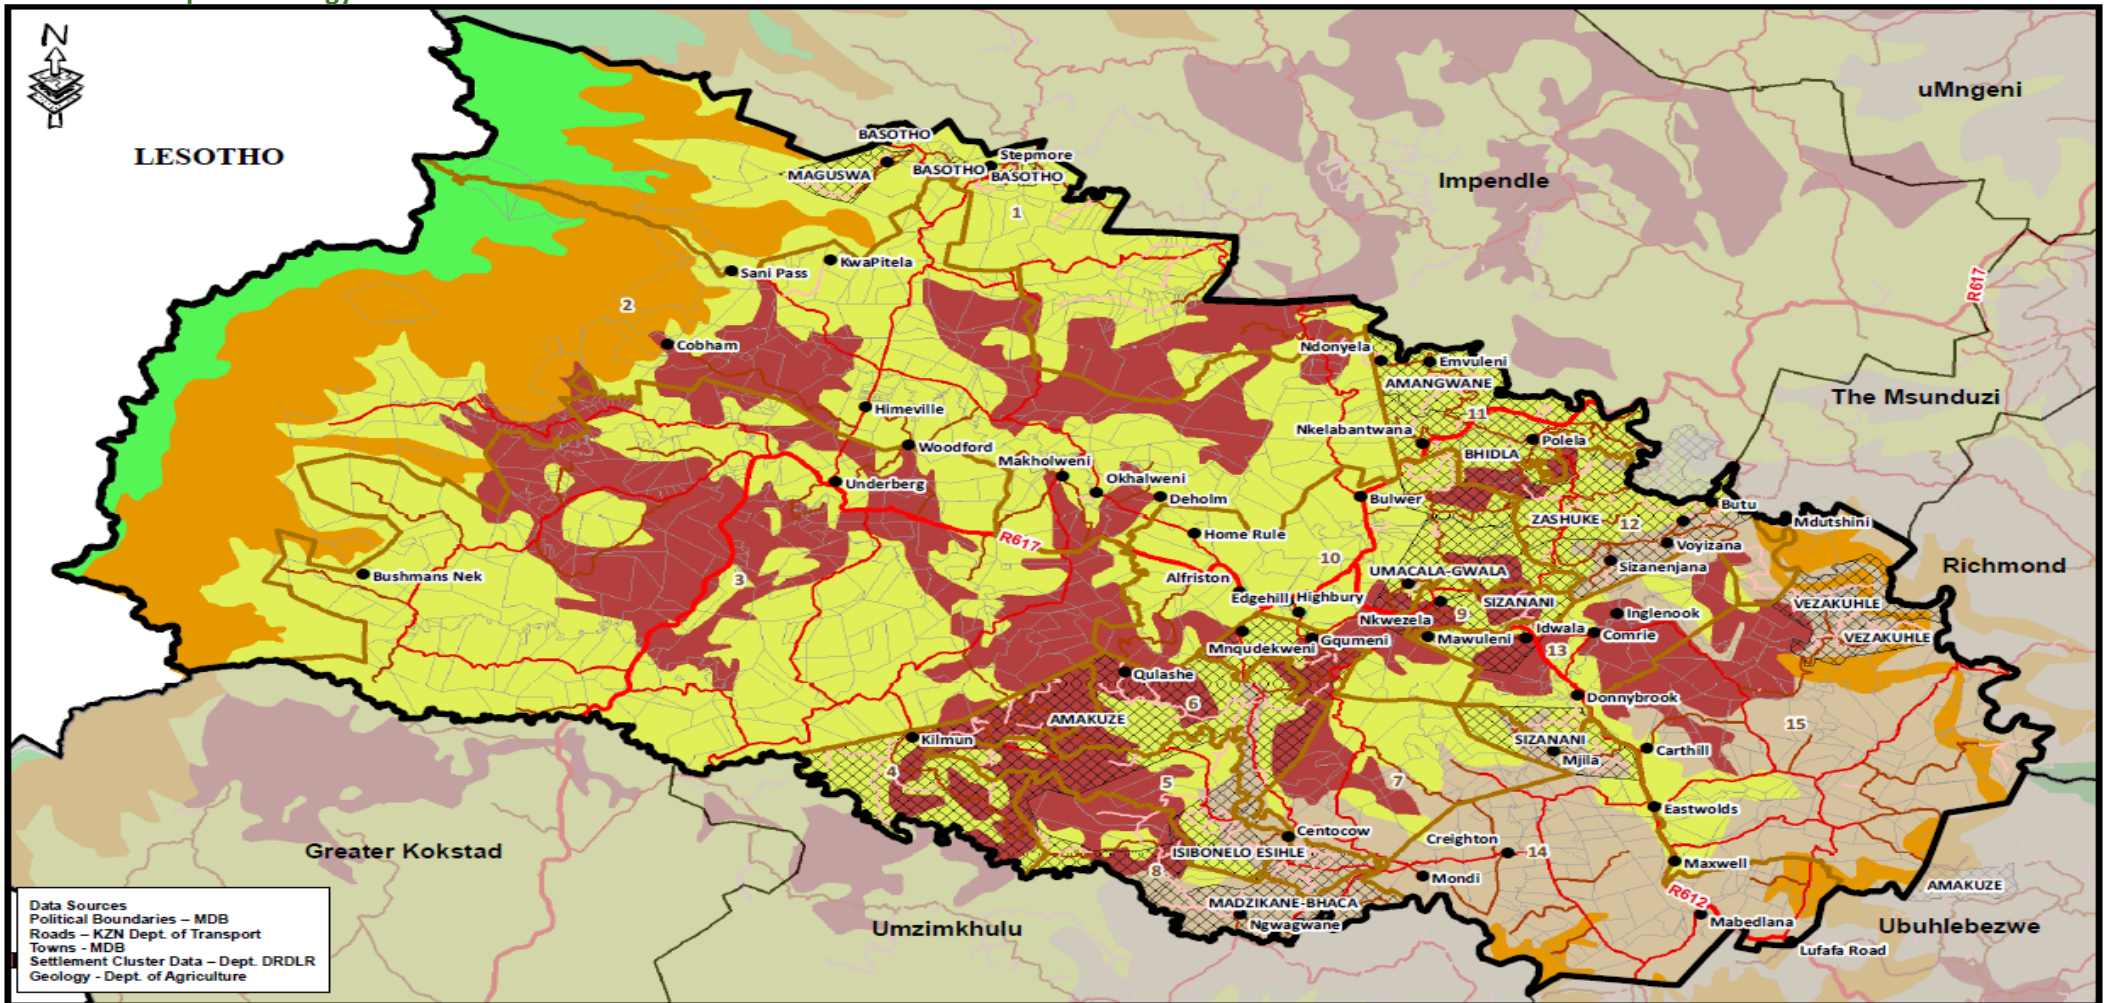 N
LESOTHO
uMngeni
BASOTHO
Stepmore
MAGUSWA
BASOTHO
BASOTHO
Impendle
1
Sani Pass
KwaPitela
R617
2
Cobham
Ndonyela
Emvuleni
AMANGWANE
The Msunduzi
Himeville
11
Nkelabantwana
Polela
Woodford
BHIDLA
Makholweni
Underberg
Okhalweni
Deholm
Bulwer
Butu
ZASHUKE
12
Mdutshini
R617
Home Rule
Voyizana
10
Sizanenjana
Richmond
Bushmans Nek
3
Alfriston
UMACALA-GWALA
Edgehill
Highbury
SIZANANI
VEZAKUHLE
9
Inglenook
Nkwezela
Idwala
Comrie
VEZAKUHLE
Mnqudekweni
Gqumeni
Mawuleni
13
Qulashe
6
Donnybrook
AMAKUZE
15
Kilmun
SIZANANI
Mjila
Carthill
4
5
7
Eastwolds
Centocow
Creighton
Greater Kokstad
ISIBONELO ESIHLE
14
8
Mondi
Maxwell
AMAKUZE
R612
MADZIKANE-BHACA
Ngwagwane
Mabedlana
Umzimkhulu
Ubuhlebezwe
Lufafa Road
Data Sources
Political Boundaries – MDB
Roads – KZN Dept. of Transport
Towns - MDB
Settlement Cluster Data – Dept. DRDLR
Geology - Dept. of Agriculture